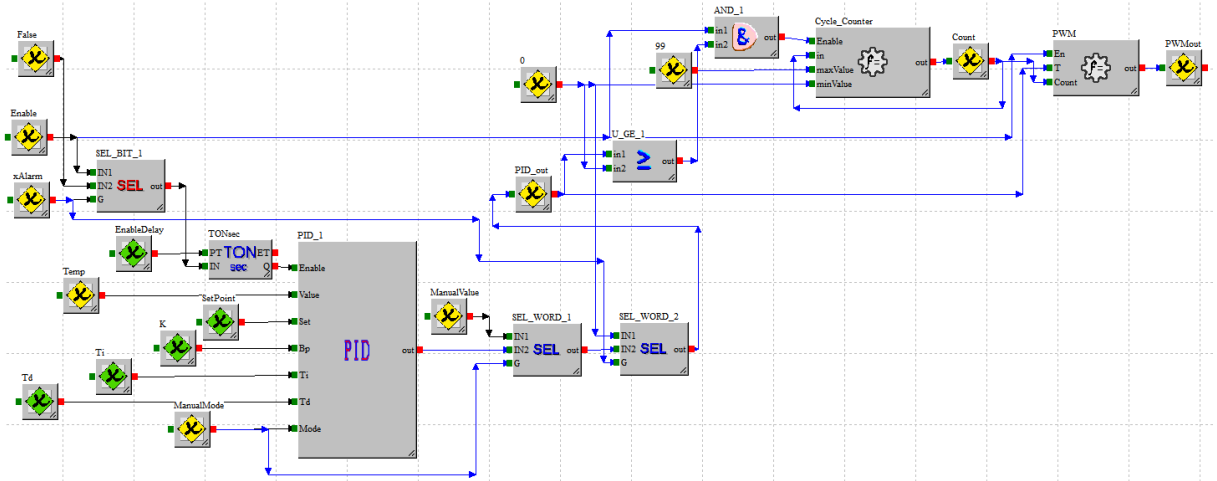 AND_1
in1
in2
&
out
Cycle_Counter
Enable
in
maxValue
minValue
f=
out
Count
PWM
En
T
Count
f=
out
PWMout
False
x
99
x
0
x
Enable
x
U_GE_1
in1
in2
≥
out
SEL_BIT_1
IN1
IN2
G
SEL
out
xAlarm
x
PID_out
x
EnableDelay
x
TONsec
PT
IN
TON
sec
ET
Q
PID_1
Enable
Value
Set
Bp
Ti
Td
Mode
PID
out
Temp
x
SetPoint
x
K
x
Ti
x
Td
x
ManualMode
x
ManualValue
x
SEL_WORD_1
IN1
IN2
G
SEL
out
SEL_WORD_2
IN1
IN2
G
SEL
out